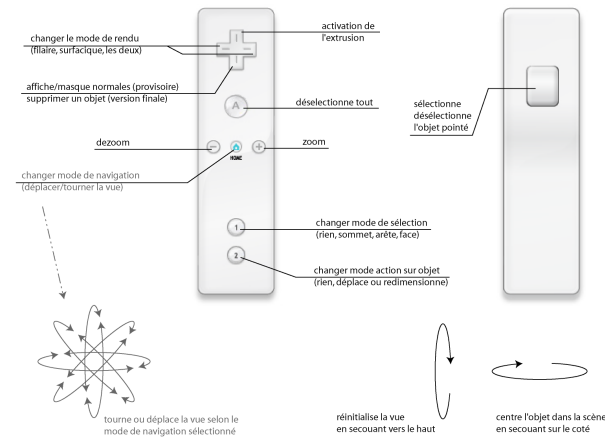 activation de
l'extrusion
changer le mode de rendu
(filaire, surfacique, les deux)
affiche/masque normales (provisoire)
supprimer un objet (version finale)
A
déselectionne tout
sélectionne
désélectionne
l'objet pointé
dezoom
zoom
HOME
changer mode de navigation
(déplacer/tourner la vue)
1
changer mode de sélection
(rien, sommet, arête, face)
2
changer mode action sur objet
(rien, déplace ou redimensionne)
tourne ou déplace la vue selon le
mode de navigation sélectionné
réinitialise la vue
en secouant vers le haut
centre l'objet dans la scène
en secouant sur le coté